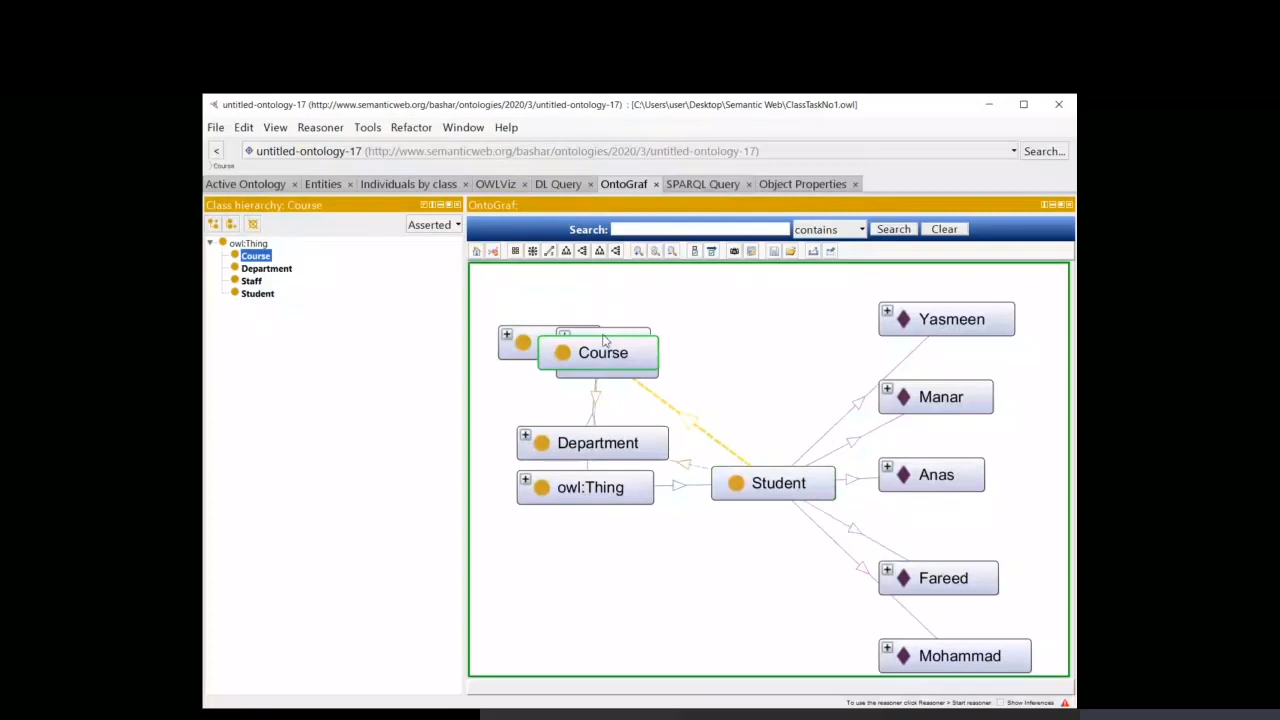 untitled-ontology-17 (http://www.semanticweb.org/bashar/ontologies/2020/3/untitled-ontology-17) : [C:\Users\user\Desktop\Semantic Web\ClassTaskNo1.owl]
File Edit View Reasoner Tools Refactor Window Help
< untitled-ontology-17 (http://www.semanticweb.org/bashar/ontologies/2020/3/untitled-ontology-17) Search...
Course
Active Ontology × Entities × Individuals by class × OWLViz × DL Query × OntoGraf × SPARQL Query × Object Properties ×
Class hierarchy: Course
OntoGraf:
Asserted
Search: contains Search Clear
owl:Thing
Course
Department
Staff
Student
Yasmeen
Course
Manar
Department
Anas
Student
owl:Thing
Fareed
Mohammad
To use the reasoner click Reasoner > Start reasoner Show Inferences